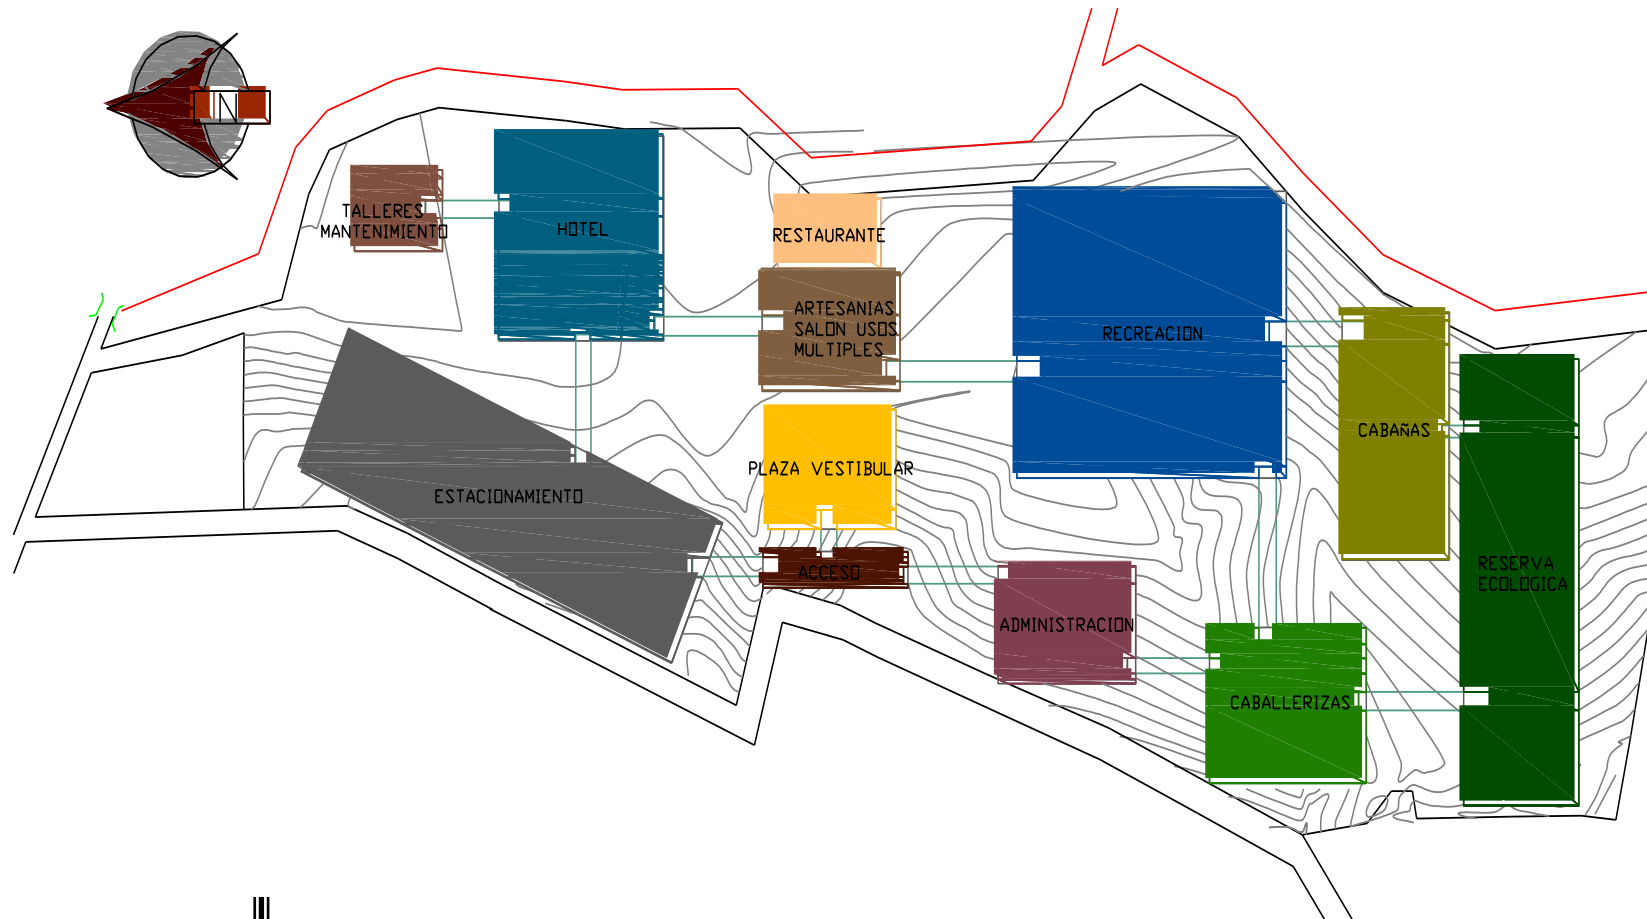 N
TALLERES
MANTENIMIENTO
HOTEL
RESTAURANTE
ARTESANIAS
SALON USOS
MULTIPLES
RECREACION
CABAÑAS
PLAZA VESTIBULAR
ESTACIONAMIENTO
ACCESO
RESERVA
ECOLOGICA
ADMINISTRACION
CABALLERIZAS